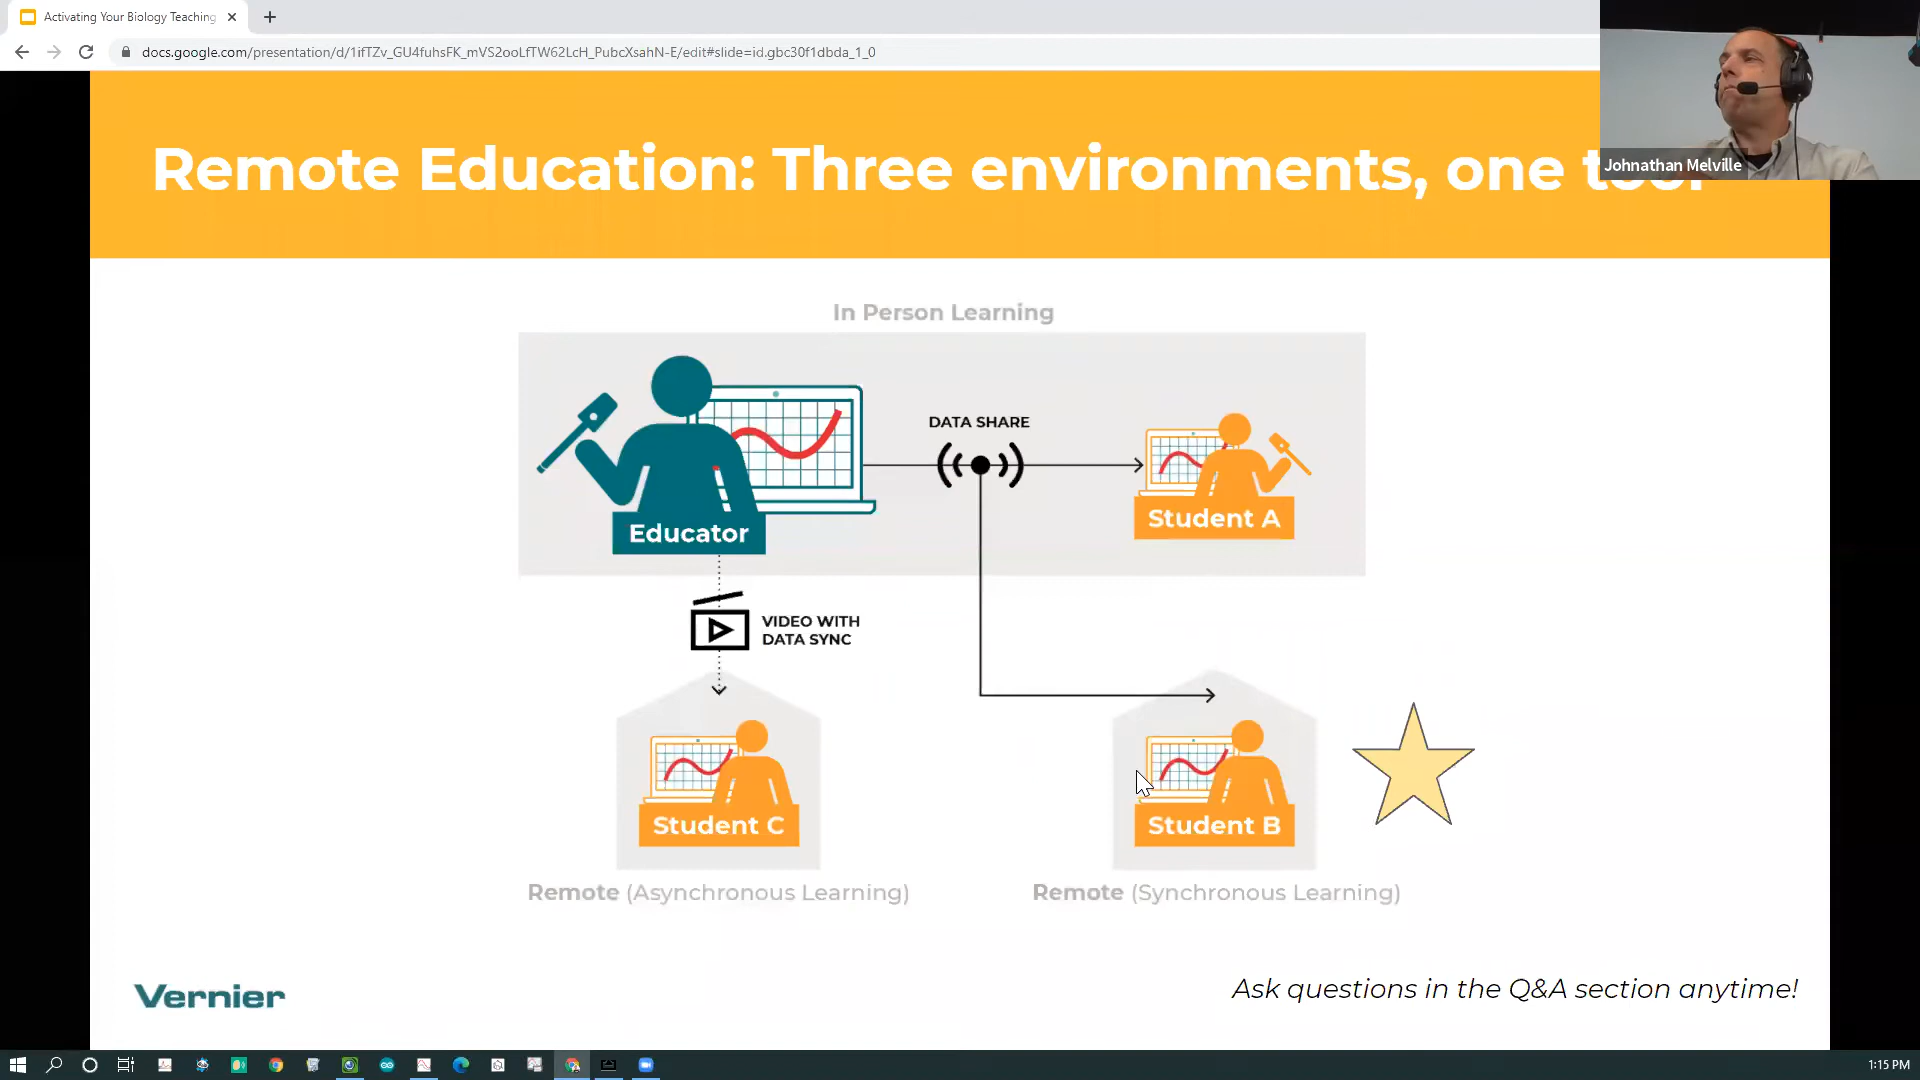 Activating Your Biology Teaching
docs.google.com/presentation/d/1ifTZv_GU4fuhsFK_mVS2ooLfTW62LcH_PubcXsahN-E/edit#slide=id.gbc30f1dbda_1_0
Johnathan Melville
Remote Education: Three environments, one
In Person Learning
DATA SHARE
Educator
Student A
VIDEO WITH
DATA SYNC
Student C
Student B
Remote (Asynchronous Learning)
Remote (Synchronous Learning)
Vernier
Ask questions in the Q&A section anytime!
1:15 PM